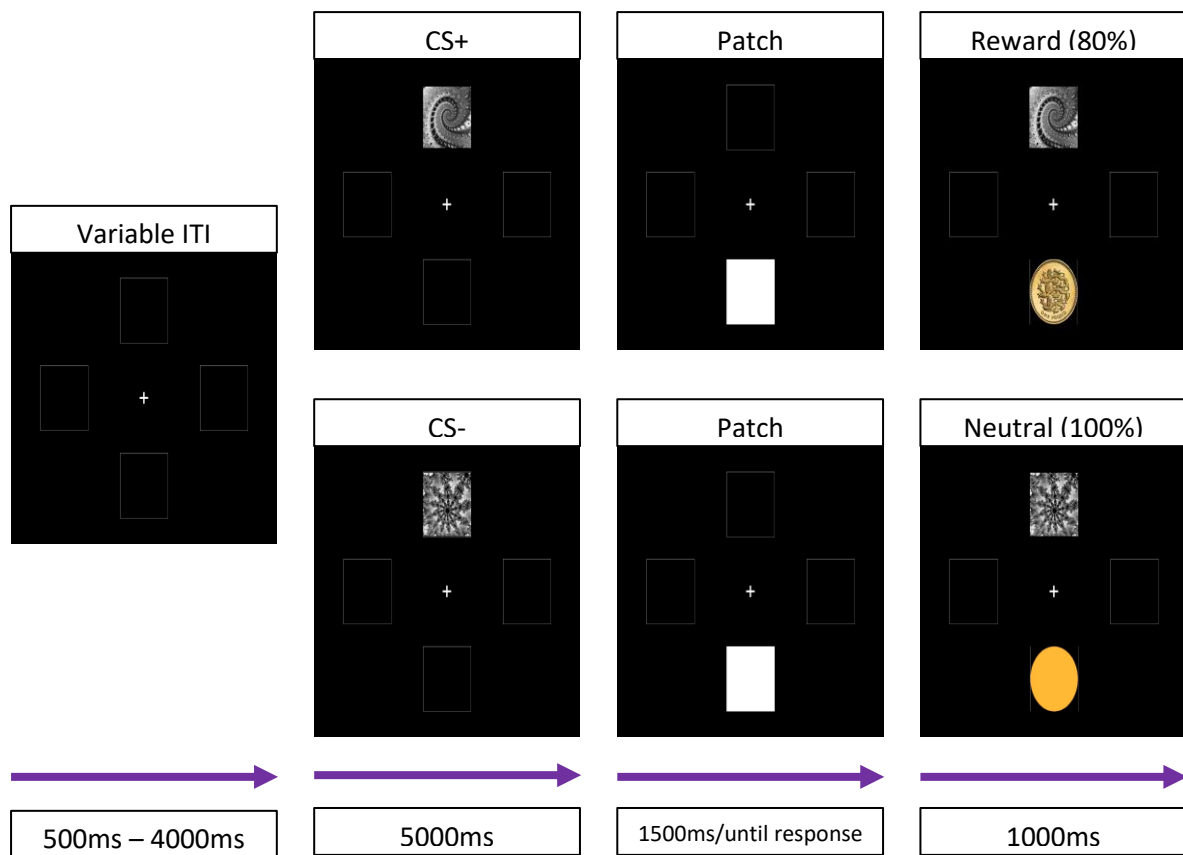 CS+
Patch
Reward (80%)
Variable ITI
CS-
Patch
Neutral (100%)
500ms – 4000ms
5000ms
1500ms/until response
1000ms